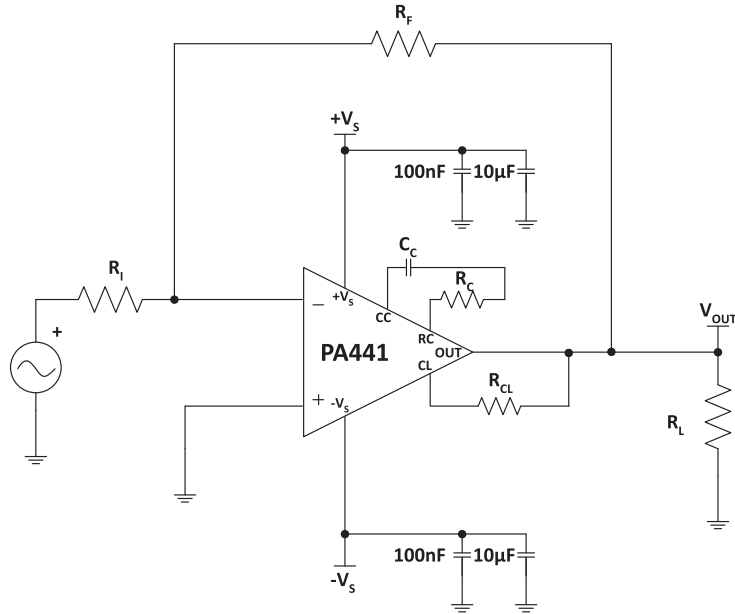 R_F
+V_S
100nF 10µF
C_C
R_I
R_C
+V_S
−
CC
RC
V_OUT
+
PA441
OUT
CL
R_CL
+
-V_S
R_L
100nF 10µF
-V_S